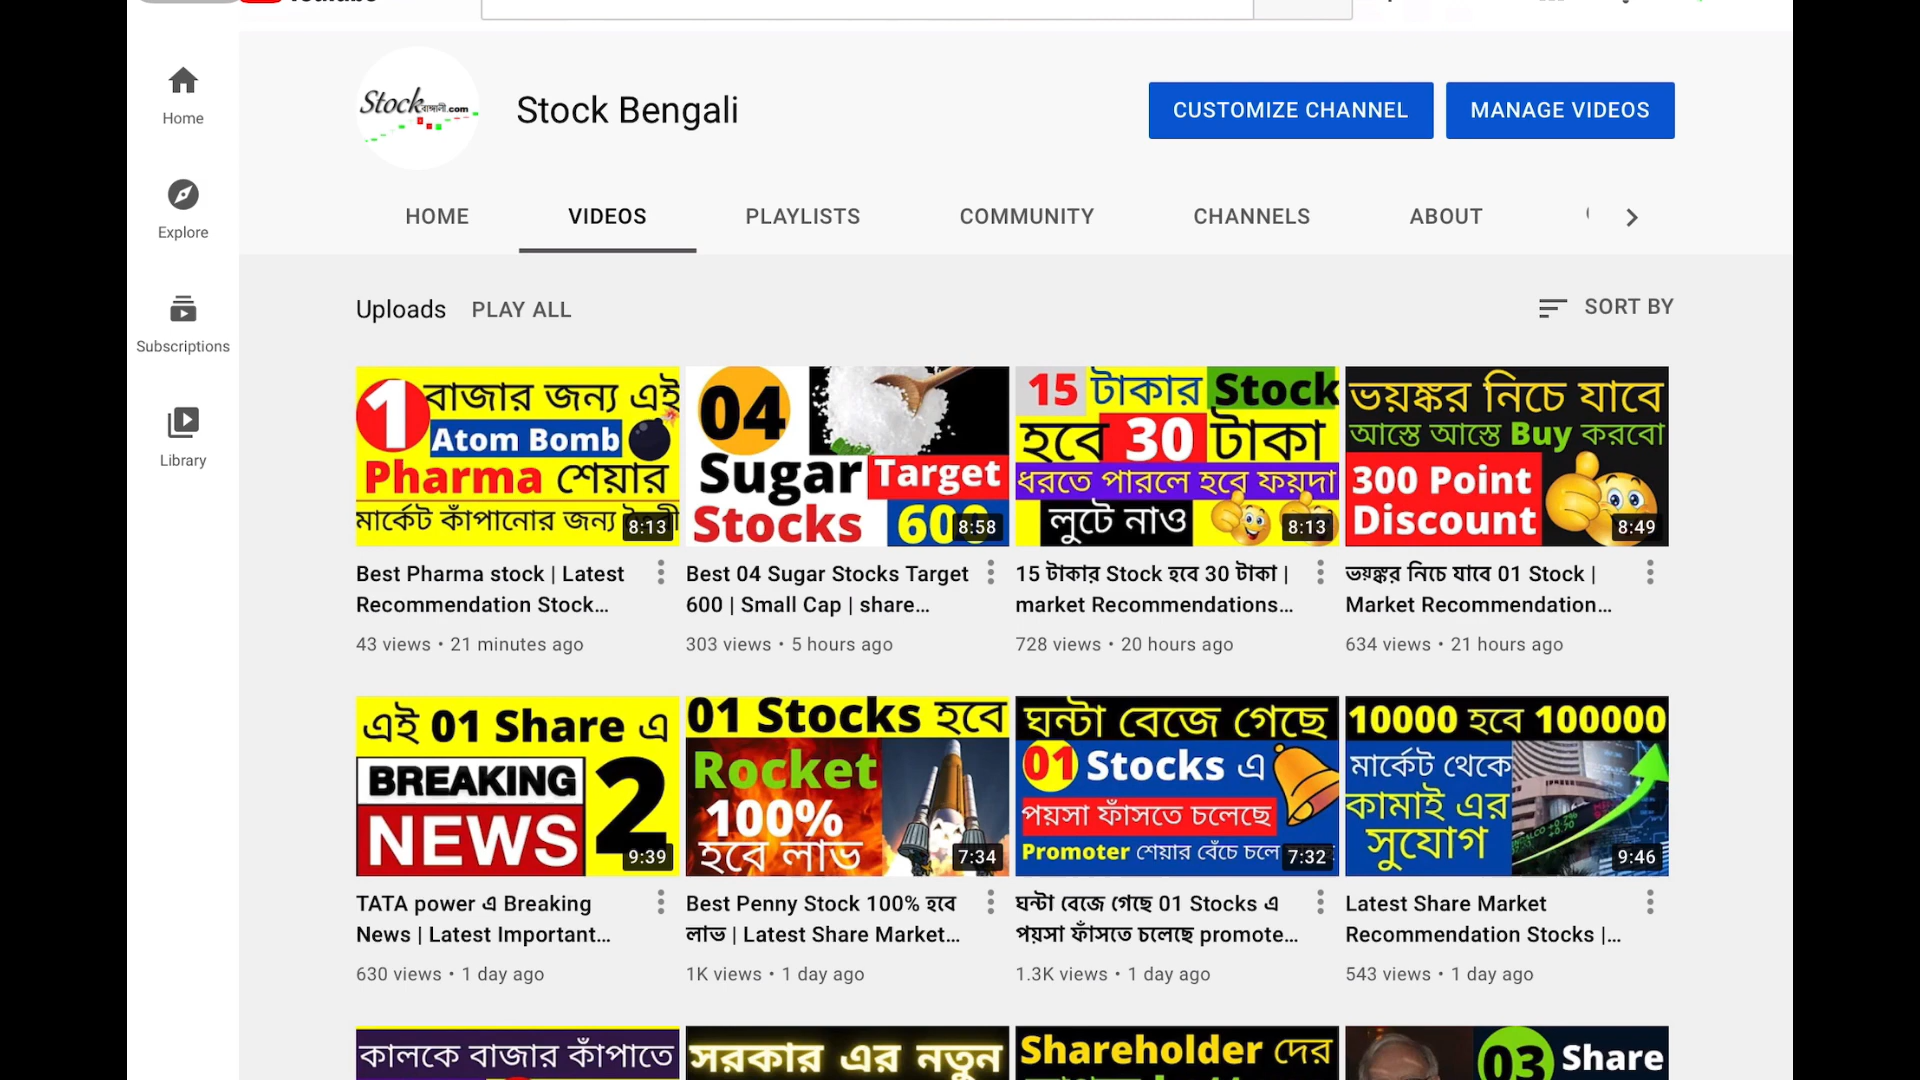 Home
Explore
Subscriptions
Library
Stockবাঙ্গালী.com
Stock Bengali
CUSTOMIZE CHANNEL
MANAGE VIDEOS
HOME
VIDEOS
PLAYLISTS
COMMUNITY
CHANNELS
ABOUT
Uploads
PLAY ALL
SORT BY
1 বাজার জন্য এই
Atom Bomb
Pharma শেয়ার
মার্কেট কাঁপানোর জন্য
8:13
Best Pharma stock | Latest
Recommendation Stock...
43 views • 21 minutes ago
04
Sugar
Stocks
Target
600
8:58
Best 04 Sugar Stocks Target
600 | Small Cap | share...
303 views • 5 hours ago
15 টাকার Stock
হবে 30 টাকা
ধরতে পারলে হবে ফয়দা
লুটে নাও
8:13
15 টাকার Stock হবে 30 টাকা |
market Recommendations...
728 views • 20 hours ago
ভয়ঙ্কর নিচে যাবে
আস্তে আস্তে Buy করবো
300 Point
Discount
8:49
ভয়ঙ্কর নিচে যাবে 01 Stock |
Market Recommendation...
634 views • 21 hours ago
এই 01 Share এ
BREAKING
NEWS
2
9:39
TATA power এ Breaking
News | Latest Important...
630 views • 1 day ago
01 Stocks হবে
Rocket
100%
হবে লাভ
7:34
Best Penny Stock 100% হবে
লাভ | Latest Share Market...
1K views • 1 day ago
ঘন্টা বেজে গেছে
01 Stocks এ
পয়সা ফাঁসতে চলেছে
Promoter শেয়ার বেঁচে চলে
7:32
ঘন্টা বেজে গেছে 01 Stocks এ
পয়সা ফাঁসতে চলেছে promote...
1.3K views • 1 day ago
10000 হবে 100000
মার্কেট থেকে
কামাই এর
সুযোগ
9:46
Latest Share Market
Recommendation Stocks |...
543 views • 1 day ago
কালকে বাজার কাঁপাতে
সরকার এর নতুন
Shareholder দের
03 Share